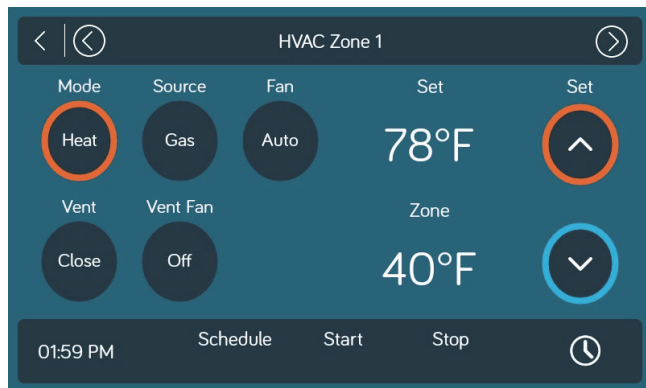 HVAC Zone 1
Mode Source Fan Set Set
Heat Gas Auto 78°F
Vent Vent Fan Zone
Close Off 40°F
01:59 PM Schedule Start Stop